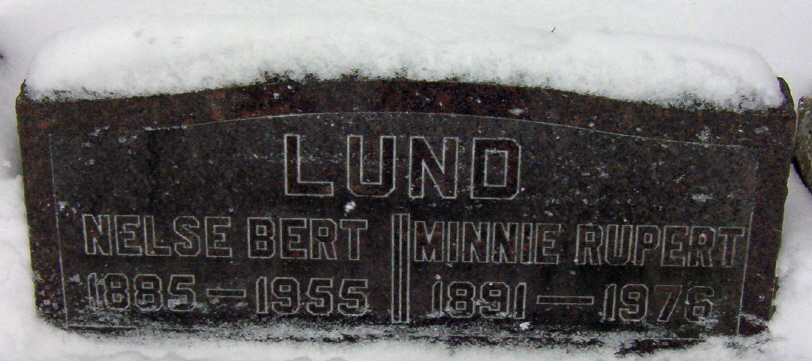 LUND
NELSE BERT
1885 — 1955
MINNIE RUPERT
1891 — 1976